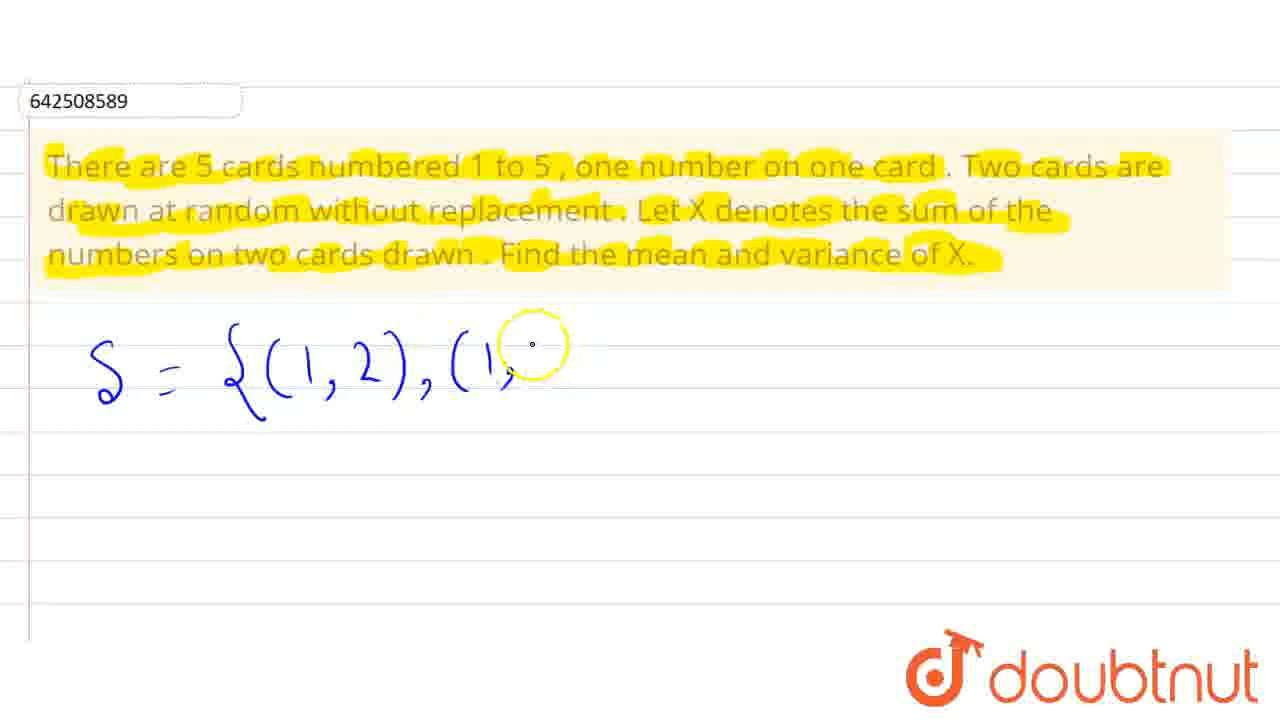 642508589
There are 5 cards numbered 1 to 5 , one number on one card . Two cards are
drawn at random without replacement . Let X denotes the sum of the
numbers on two cards drawn . Find the mean and variance of X.
S = {(1, 2), (1,
doubtnut